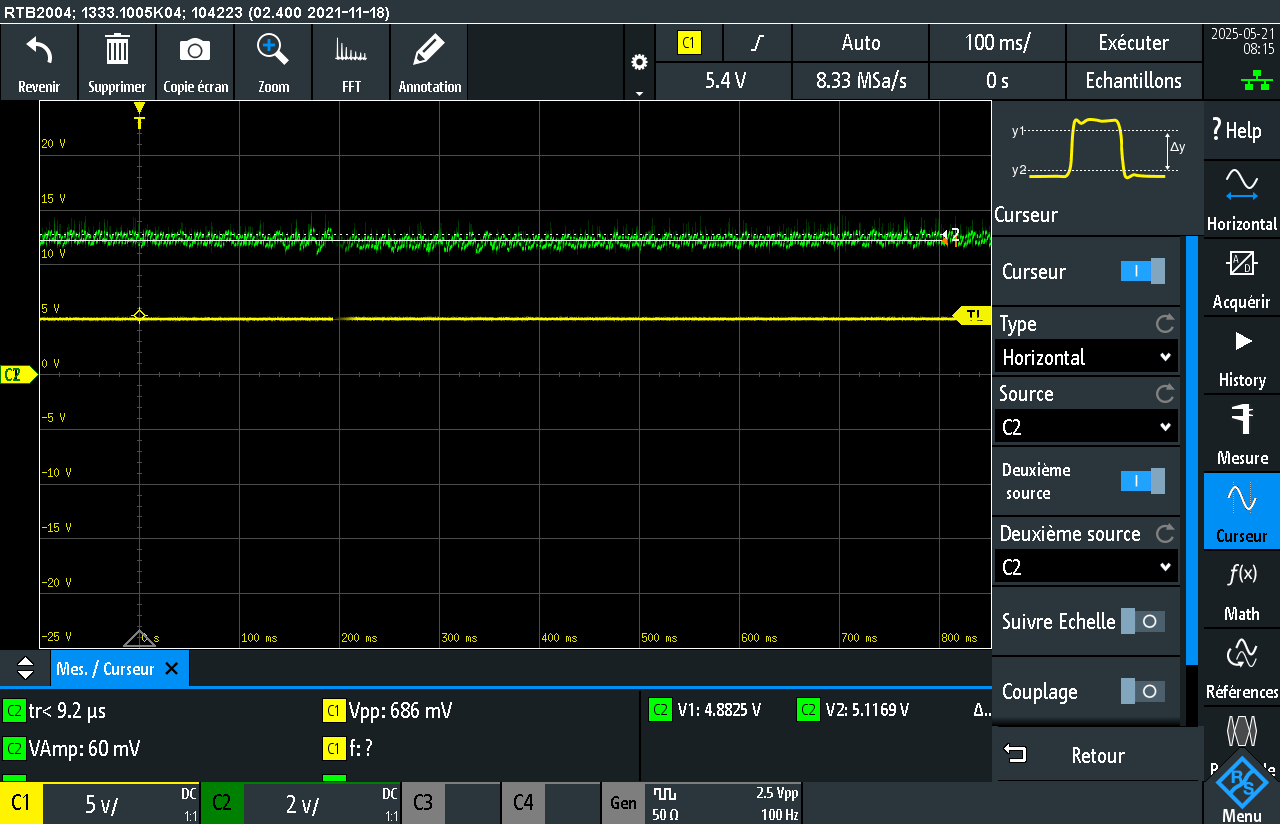 RTB2004; 1333.1005K04; 104223 (02.400 2021-11-18)
Revenir
Supprimer
Copie écran
Zoom
FFT
Annotation
C1
Auto
100 ms/
Exécuter
5.4 V
8.33 MSa/s
0 s
Echantillons
2025-05-21
08:15
T
20 V
15 V
10 V
5 V
0 V
-5 V
-10 V
-15 V
-20 V
-25 V
0 s
100 ms
200 ms
300 ms
400 ms
500 ms
600 ms
700 ms
800 ms
2
TL
y1
y2
Δy
Curseur
Curseur
Type
Horizontal
Source
C2
Deuxième
source
Deuxième source
C2
Suivre Echelle
Couplage
Retour
? Help
Horizontal
A/D
Acquérir
History
Mesure
Curseur
f(x)
Math
Références
R/S
Menu
Mes. / Curseur
C2 tr< 9.2 µs
C1 Vpp: 686 mV
C2 V1: 4.8825 V
C2 V2: 5.1169 V
Δ..
C2 VAmp: 60 mV
C1 f: ?
C1
5 v/
DC
1:1
C2
2 v/
DC
1:1
C3
C4
Gen
50 Ω
2.5 Vpp
100 Hz